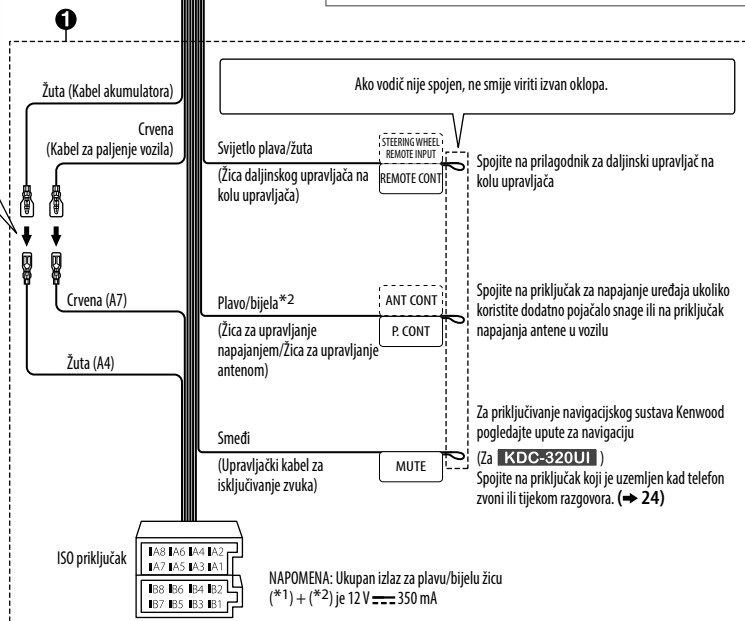 ❶
Ako vodič nije spojen, ne smije viriti izvan oklopa.
Žuta (Kabel akumulatora)
Crvena
(Kabel za paljenje vozila)
Svijetlo plava/žuta
(Žica daljinskog upravljača na
kolu upravljača)
STEERING WHEEL
REMOTE INPUT
REMOTE CONT
Spojite na prilagodnik za daljinski upravljač na
kolu upravljača
Crvena (A7)
Žuta (A4)
Plavo/bijela*2
(Žica za upravljanje
napajanjem/Žica za upravljanje
antenom)
ANT CONT
P. CONT
Spojite na priključak za napajanje uređaja ukoliko
koristite dodatno pojačalo snage ili na priključak
napajanja antene u vozilu
Smeđi
(Upravljački kabel za
isključivanje zvuka)
MUTE
Za priključivanje navigacijskog sustava Kenwood
pogledajte upute za navigaciju
(Za KDC-320UI )
Spojite na priključak koji je uzemljen kad telefon
zvoni ili tijekom razgovora. (➔ 24)
ISO priključak
A8 A6 A4 A2
A7 A5 A3 A1
B8 B6 B4 B2
B7 B5 B3 B1
NAPOMENA: Ukupan izlaz za plavu/bijelu žicu
(*1) + (*2) je 12 V ⎓ 350 mA